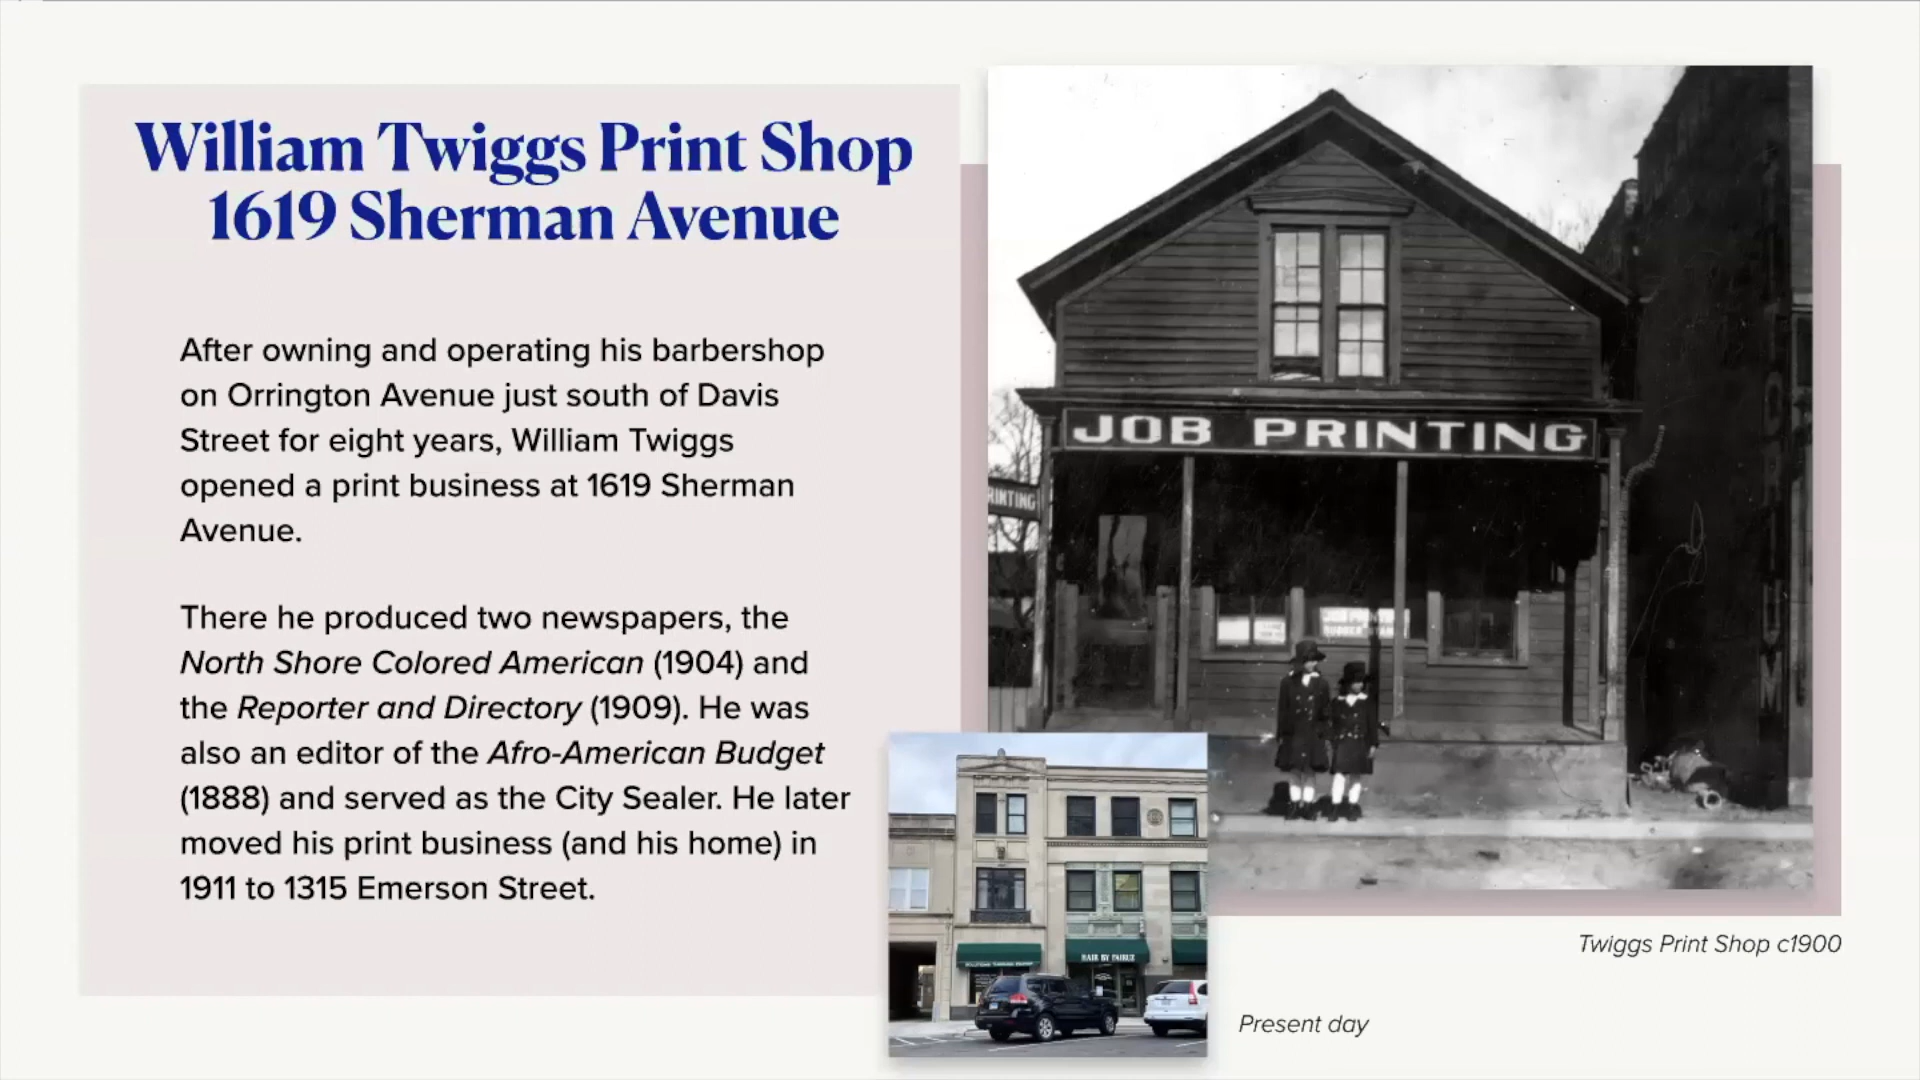 William Twiggs Print Shop
1619 Sherman Avenue
After owning and operating his barbershop
on Orrington Avenue just south of Davis
Street for eight years, William Twiggs
opened a print business at 1619 Sherman
Avenue.
There he produced two newspapers, the
North Shore Colored American (1904) and
the Reporter and Directory (1909). He was
also an editor of the Afro-American Budget
(1888) and served as the City Sealer. He later
moved his print business (and his home) in
1911 to 1315 Emerson Street.
JOB PRINTING
RINTING
HAIR BY FAIRUZ
Twiggs Print Shop c1900
Present day